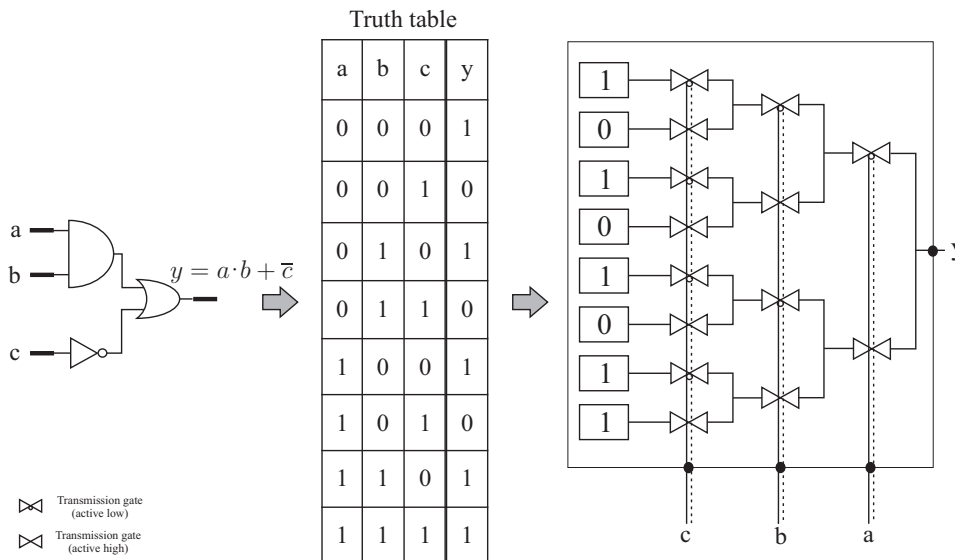 Truth table
a b c y
0 0 0 1
0 0 1 0
0 1 0 1
0 1 1 0
1 0 0 1
1 0 1 0
1 1 0 1
1 1 1 1
a
b
c
y = a·b + c̅
Transmission gate
(active low)
Transmission gate
(active high)
1
0
1
0
1
0
1
1
y
c b a